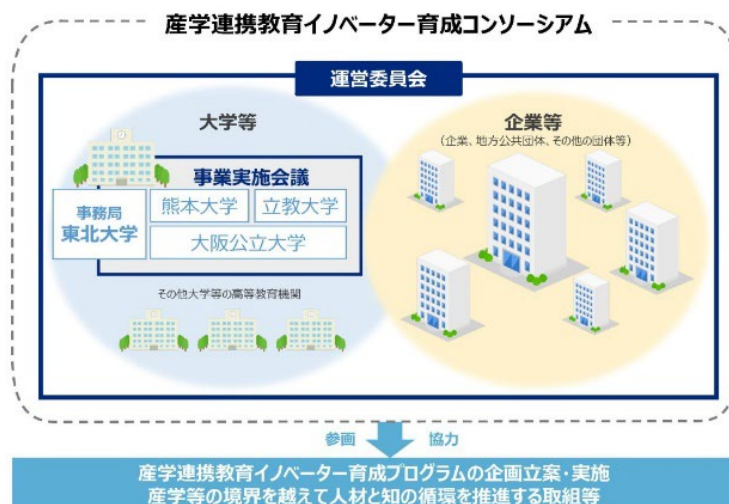 産学連携教育イノベーター育成コンソーシアム
運営委員会
大学等
企業等
(企業、地方公共団体、その他の団体等)
事業実施会議
事務局
東北大学
熊本大学
立教大学
大阪公立大学
その他大学等の高等教育機関
参画
協力
産学連携教育イノベーター育成プログラムの企画立案・実施
産学等の境界を越えて人材と知の循環を推進する取組等